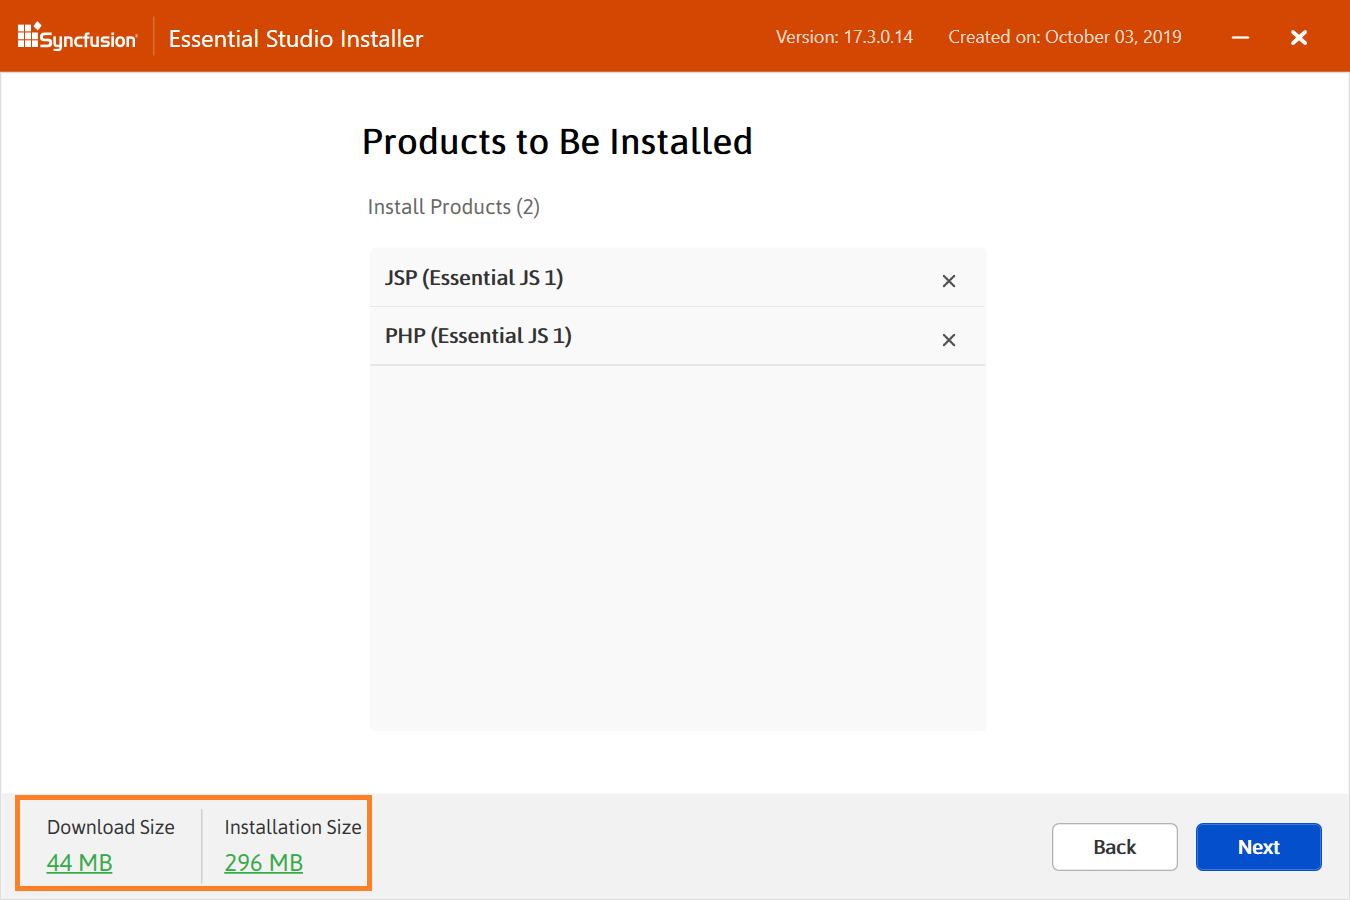 Syncfusion
Essential Studio Installer
Version: 17.3.0.14
Created on: October 03, 2019
Products to Be Installed
Install Products (2)
JSP (Essential JS 1)
PHP (Essential JS 1)
Download Size
44 MB
Installation Size
296 MB
Back
Next